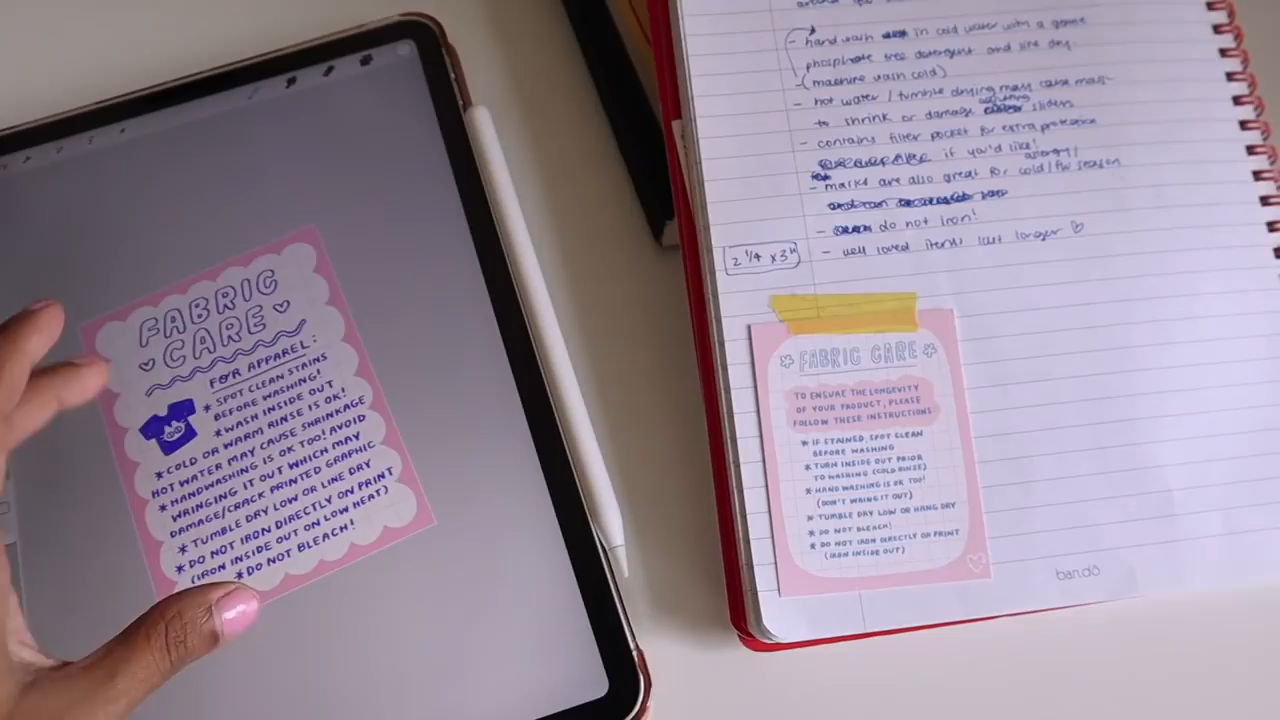 FABRIC
CARE
FOR APPAREL:
* SPOT CLEAN STAINS
BEFORE WASHING!
* WASH INSIDE OUT
* COLD OR WARM RINSE IS OK!
HOT WATER MAY CAUSE SHRINKAGE
* HANDWASHING IS OK TOO! AVOID
WRINGING IT OUT WHICH MAY
DAMAGE/CRACK PRINTED GRAPHIC
* TUMBLE DRY LOW OR LINE DRY
* DO NOT IRON DIRECTLY ON PRINT
(IRON INSIDE OUT ON LOW HEAT)
* DO NOT BLEACH!
- hand wash in cold water with a gentle
phosphate free detergent and line dry.
- (machine wash cold)
- hot water / tumble drying may cause mask
to shrink or damage adjusting sliders
- contains filter pocket for extra protection
if you'd like!
- masks are also great for allergy/ cold/flu season
- do not iron!
- well loved items last longer ♡
2 1/4 x 3"
* FABRIC CARE *
TO ENSURE THE LONGEVITY
OF YOUR PRODUCT, PLEASE
FOLLOW THESE INSTRUCTIONS
* IF STAINED, SPOT CLEAN
BEFORE WASHING
* TURN INSIDE OUT PRIOR
TO WASHING (COLD RINSE)
* HAND WASHING IS OK TOO!
(DON'T WRING IT OUT)
* TUMBLE DRY LOW OR HANG DRY
* DO NOT BLEACH!
* DO NOT IRON DIRECTLY ON PRINT
(IRON INSIDE OUT)
ban.dō